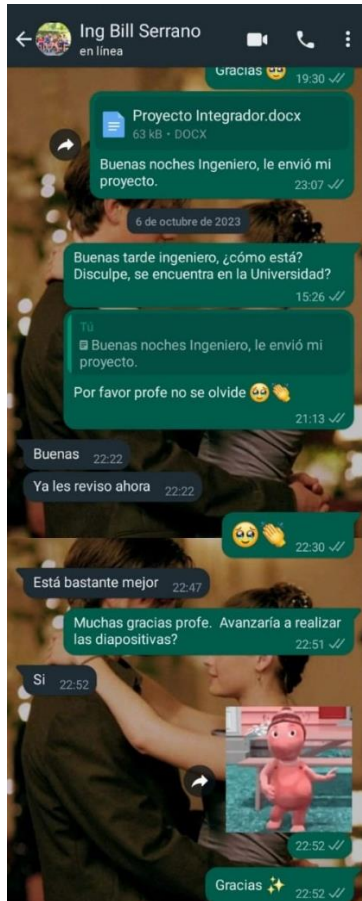 Ing Bill Serrano
en línea
Gracias 🥹 19:30
Proyecto Integrador.docx
63 kB • DOCX
Buenas noches Ingeniero, le envió mi
proyecto.
23:07
6 de octubre de 2023
Buenas tarde ingeniero, ¿cómo está?
Disculpe, se encuentra en la Universidad?
15:26
Tú
Buenas noches Ingeniero, le envió mi
proyecto.
Por favor profe no se olvide 🥹👏
21:13
Buenas 22:22
Ya les reviso ahora 22:22
🥹👏 22:30
Está bastante mejor 22:47
Muchas gracias profe. Avanzaría a realizar
las diapositivas?
22:51
Si 22:52
22:52
Gracias ✨ 22:52